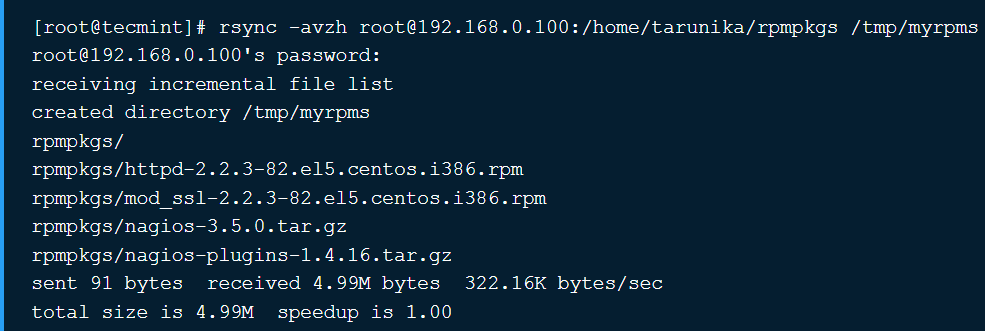 [root@tecmint]# rsync -avzh root@192.168.0.100:/home/tarunika/rpmpkgs /tmp/myrpms
root@192.168.0.100's password:
receiving incremental file list
created directory /tmp/myrpms
rpmpkgs/
rpmpkgs/httpd-2.2.3-82.el5.centos.i386.rpm
rpmpkgs/mod_ssl-2.2.3-82.el5.centos.i386.rpm
rpmpkgs/nagios-3.5.0.tar.gz
rpmpkgs/nagios-plugins-1.4.16.tar.gz
sent 91 bytes  received 4.99M bytes  322.16K bytes/sec
total size is 4.99M  speedup is 1.00